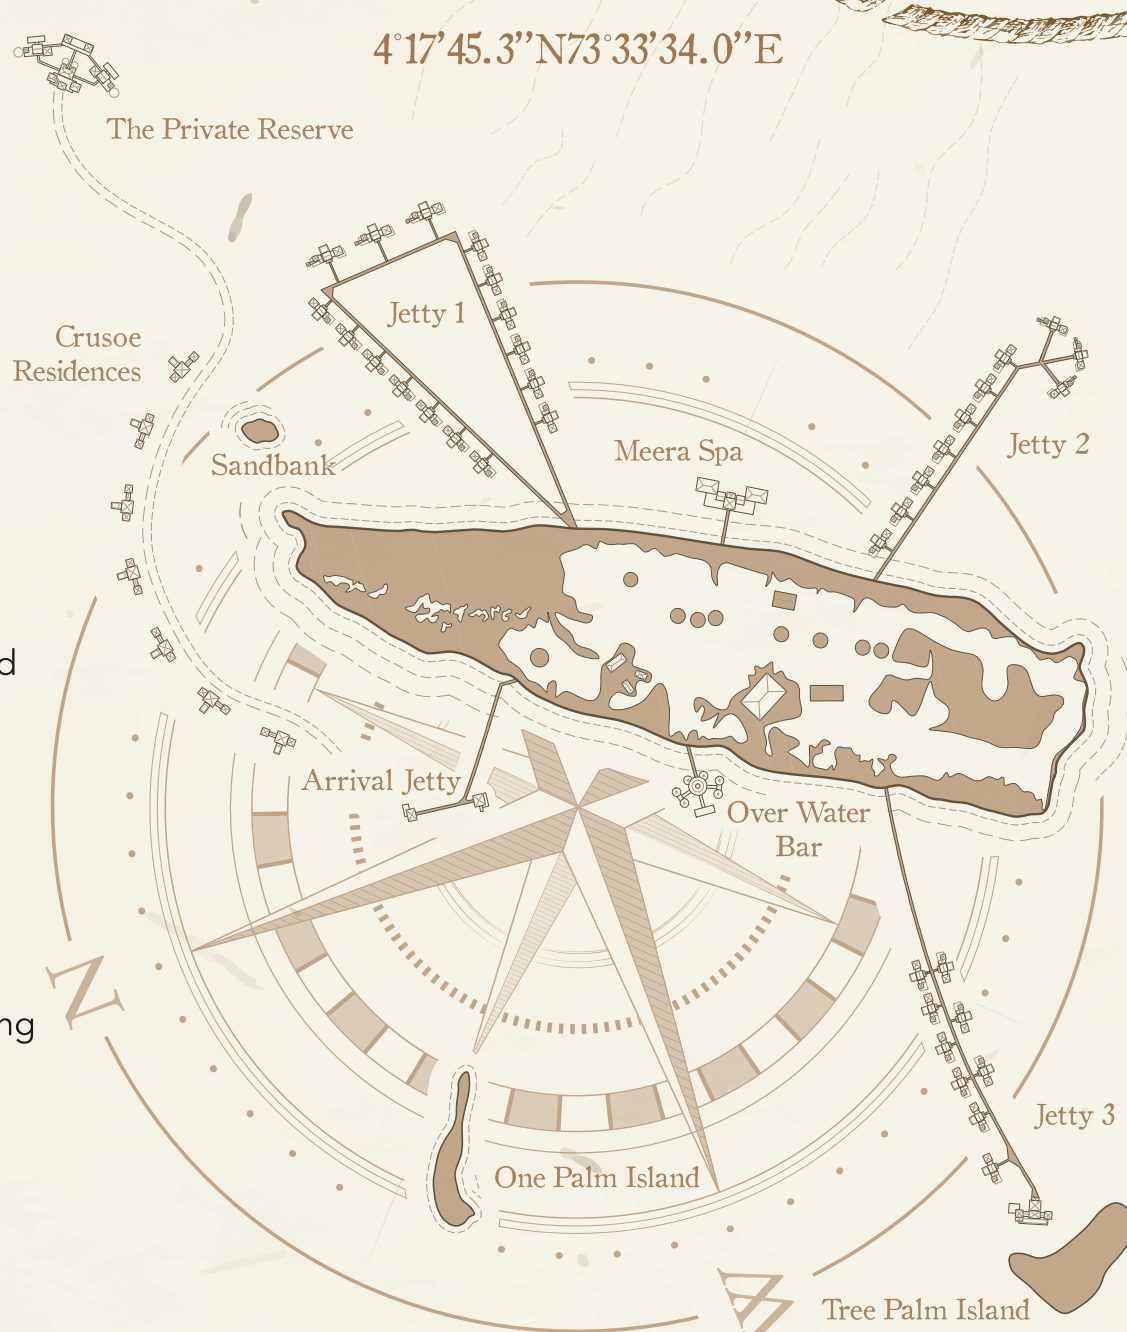 4°17’45.3’’N73°33’34.0’’E
The Private Reserve
Jetty 1
Crusoe
Residences
Jetty 2
Meera Spa
Sandbank
d
Arrival Jetty
Over Water
Bar
N
ng
Jetty 3
One Palm Island
W
Tree Palm Island